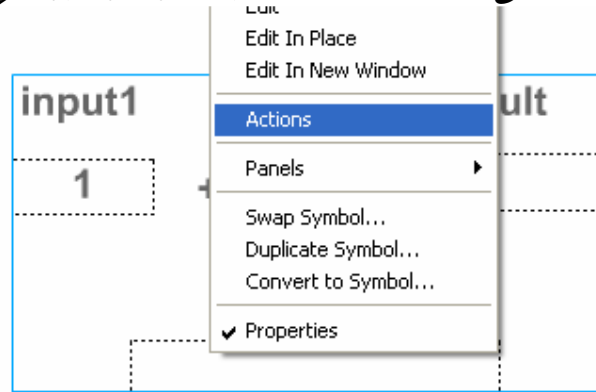 Edit
Edit In Place
Edit In New Window
input1
ult
Actions
1
Panels
Swap Symbol...
Duplicate Symbol...
Convert to Symbol...
Properties